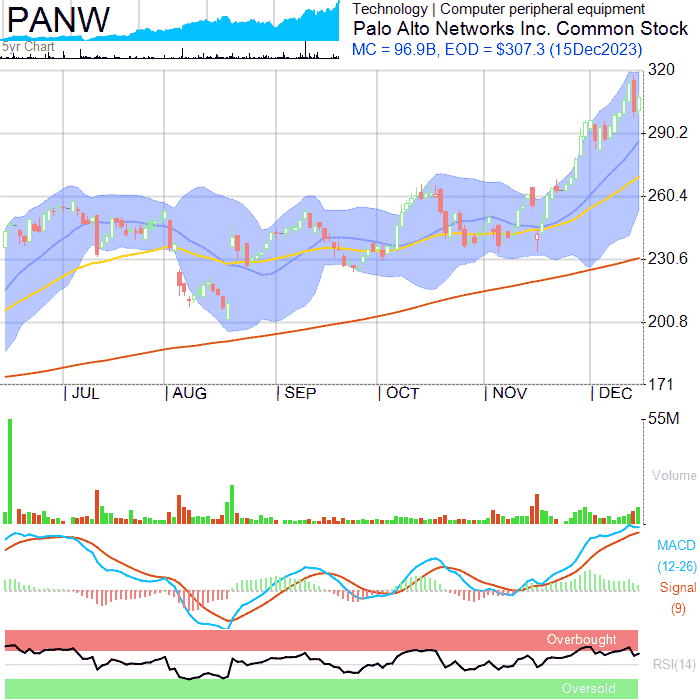 PANW
5yr Chart
Technology | Computer peripheral equipment
Palo Alto Networks Inc. Common Stock
MC = 96.9B, EOD = $307.3 (15Dec2023)
320
290.2
260.4
230.6
200.8
171
| JUL | AUG | SEP | OCT | NOV | DEC
55M
Volume
MACD
(12-26)
Signal
(9)
Overbought
RSI(14)
Oversold